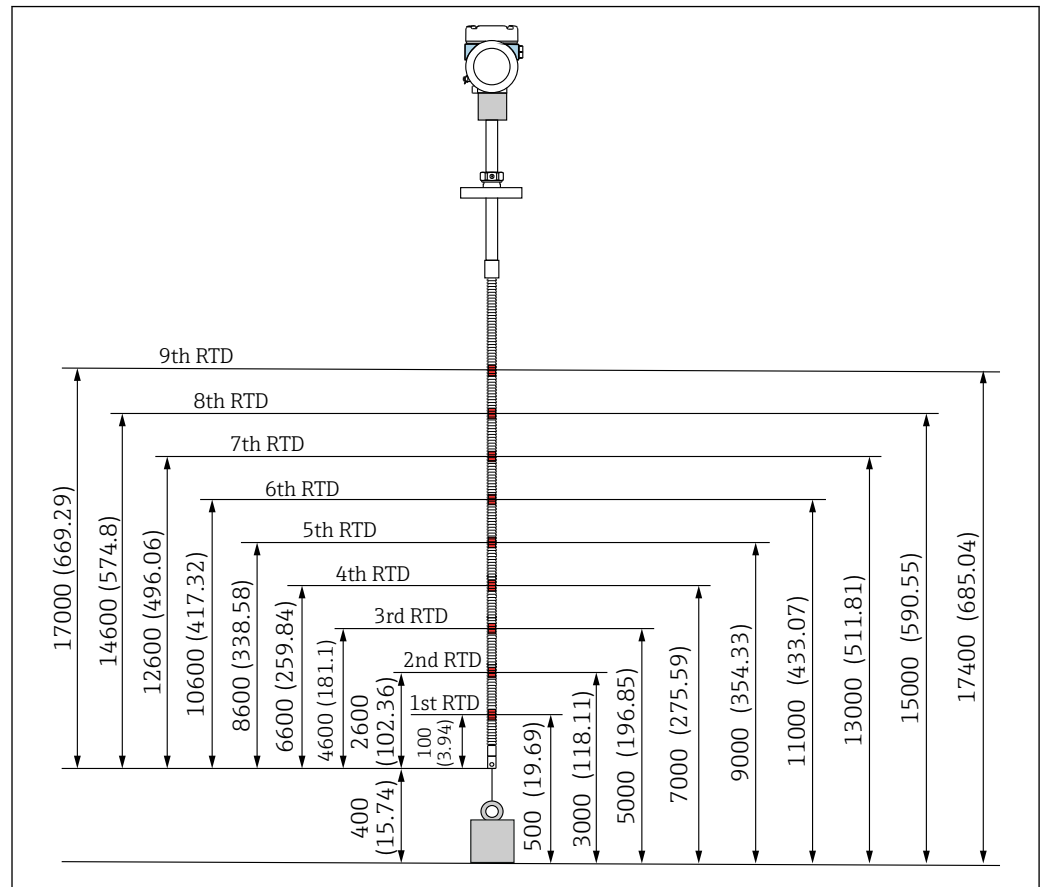 9th RTD
8th RTD
7th RTD
6th RTD
5th RTD
4th RTD
3rd RTD
2nd RTD
1st RTD
17000 (669.29)
14600 (574.8)
12600 (496.06)
10600 (417.32)
8600 (338.58)
6600 (259.84)
4600 (181.1)
2600
(102.36)
100
(3.94)
400
(15.74)
500 (19.69)
3000 (118.11)
5000 (196.85)
7000 (275.59)
9000 (354.33)
11000 (433.07)
13000 (511.81)
15000 (590.55)
17400 (685.04)